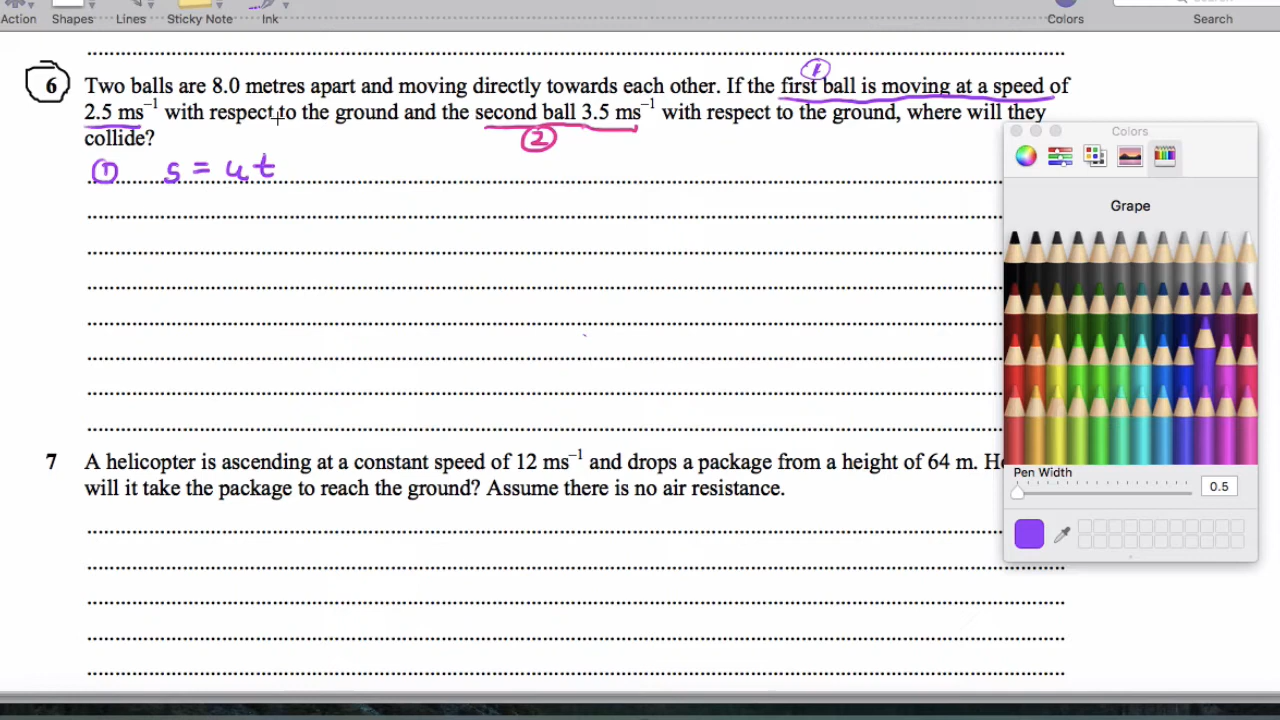 Action Shapes Lines Sticky Note Ink Colors Search
6 Two balls are 8.0 metres apart and moving directly towards each other. If the first ball is moving at a speed of
1
2.5 ms⁻¹ with respect to the ground and the second ball 3.5 ms⁻¹ with respect to the ground, where will they
2
collide?
1 s = ut
Colors
Grape
7 A helicopter is ascending at a constant speed of 12 ms⁻¹ and drops a package from a height of 64 m. H
will it take the package to reach the ground? Assume there is no air resistance.
Pen Width
0.5